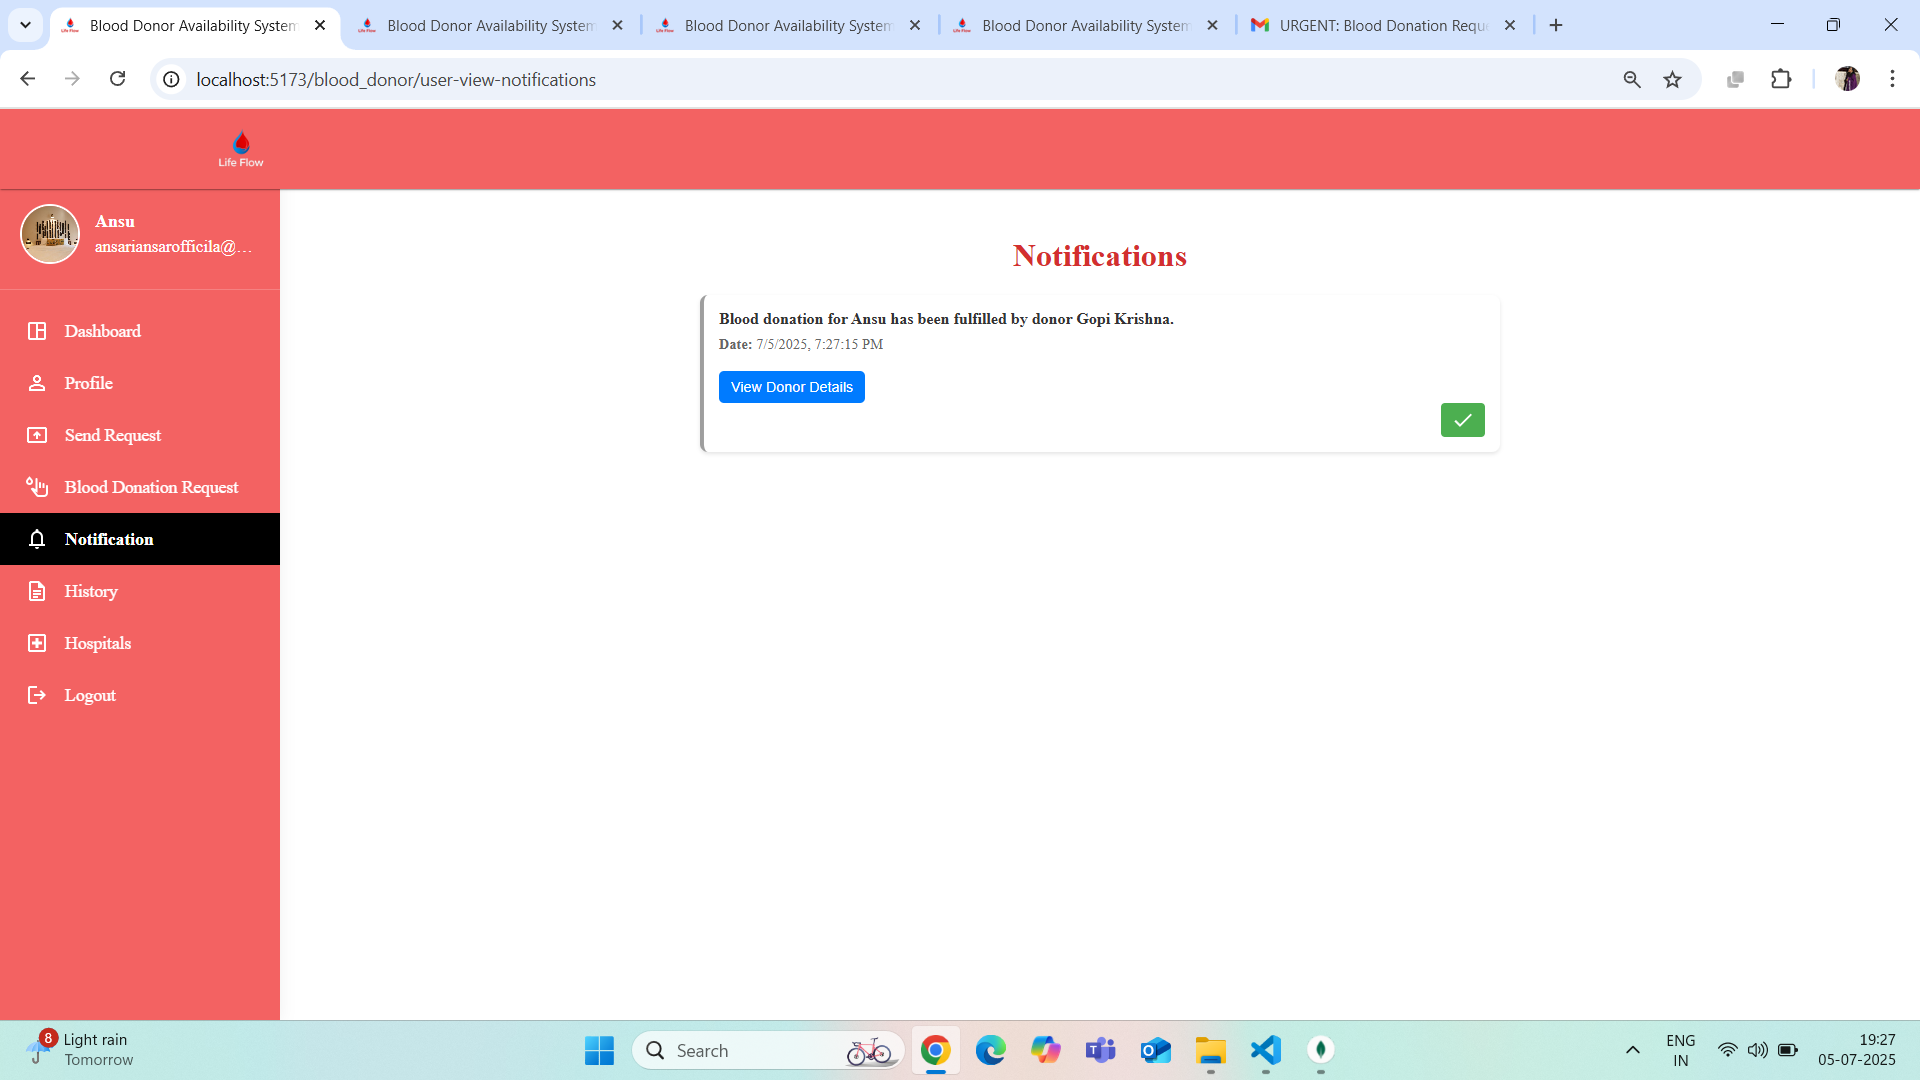 Blood Donor Availability System
Blood Donor Availability System
Blood Donor Availability System
Blood Donor Availability System
URGENT: Blood Donation Requ
localhost:5173/blood_donor/user-view-notifications
Life Flow
Ansu
ansariansarofficila@...
Dashboard
Profile
Send Request
Blood Donation Request
Notification
History
Hospitals
Logout
Notifications
Blood donation for Ansu has been fulfilled by donor Gopi Krishna.
Date: 7/5/2025, 7:27:15 PM
View Donor Details
8
Light rain
Tomorrow
Search
ENG
IN
19:27
05-07-2025